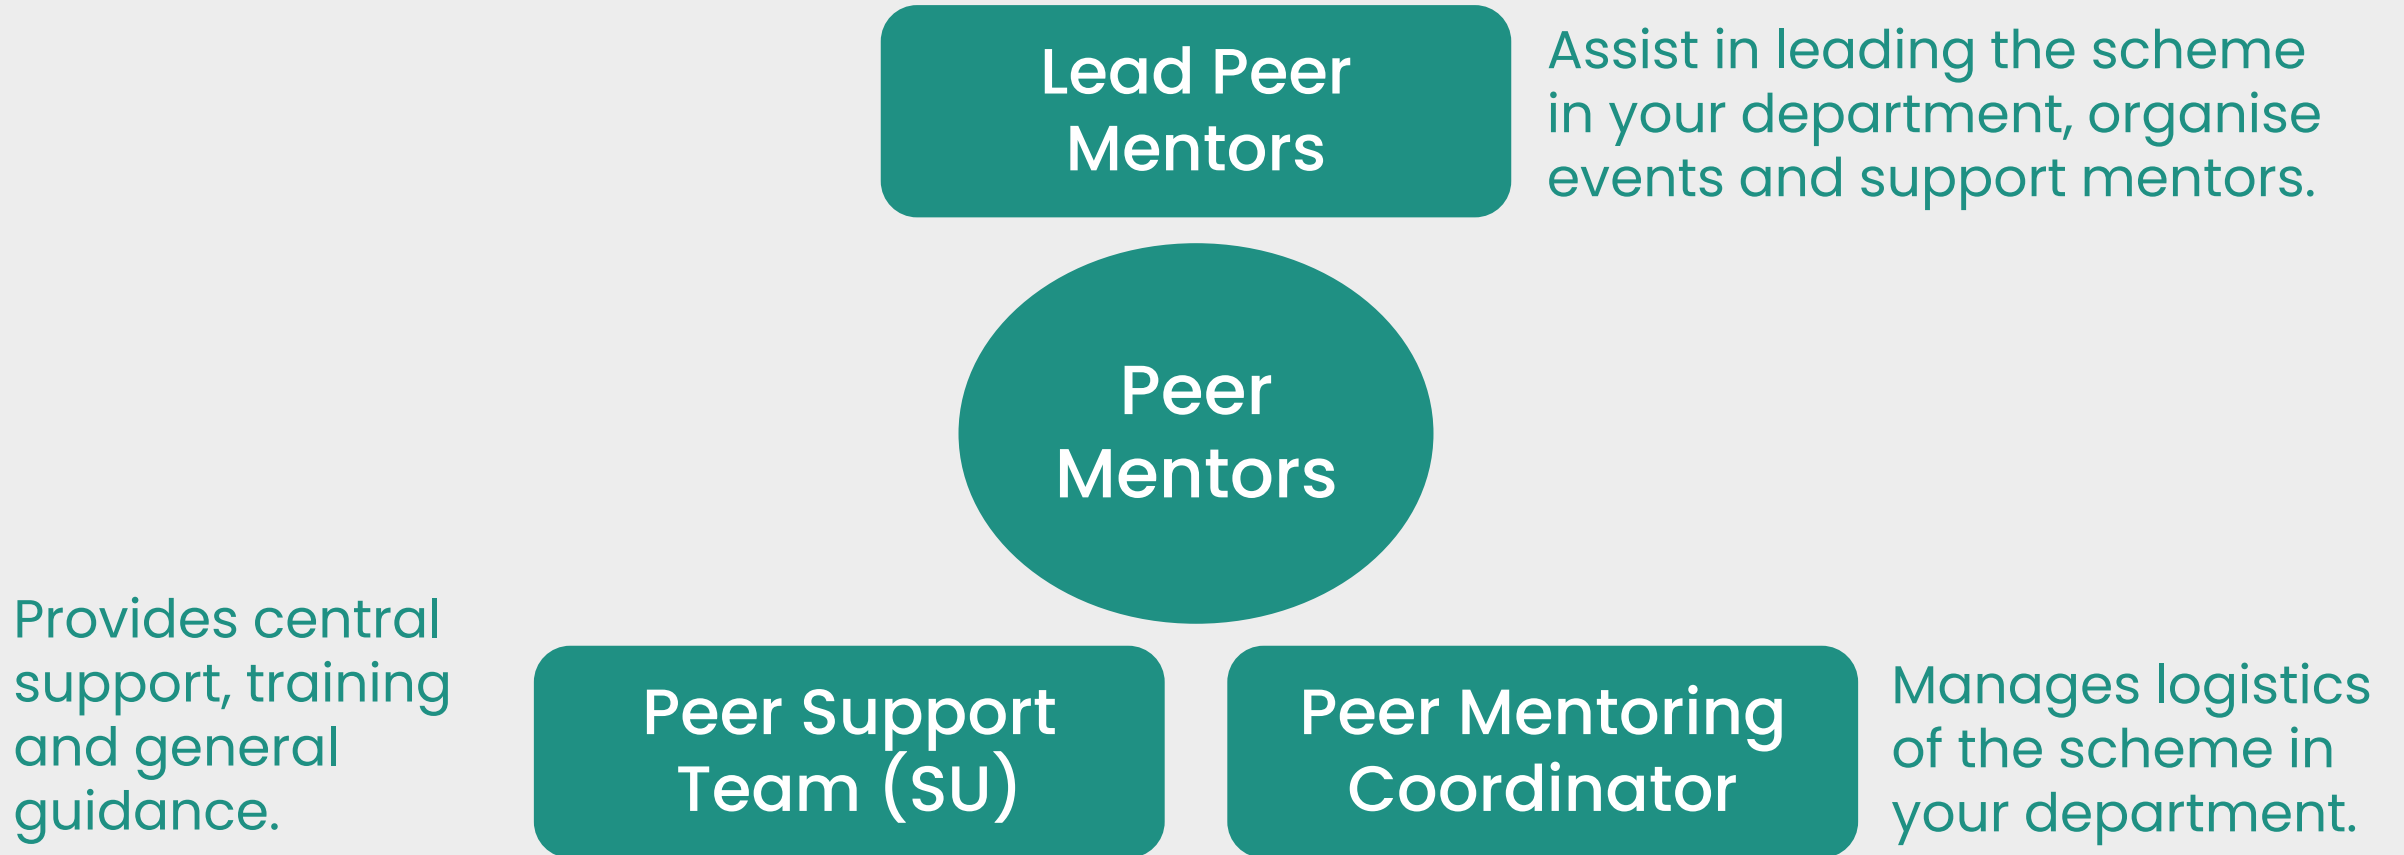 Lead Peer
Mentors
Assist in leading the scheme
in your department, organise
events and support mentors.
Peer
Mentors
Provides central
support, training
and general
guidance.
Peer Support
Team (SU)
Peer Mentoring
Coordinator
Manages logistics
of the scheme in
your department.